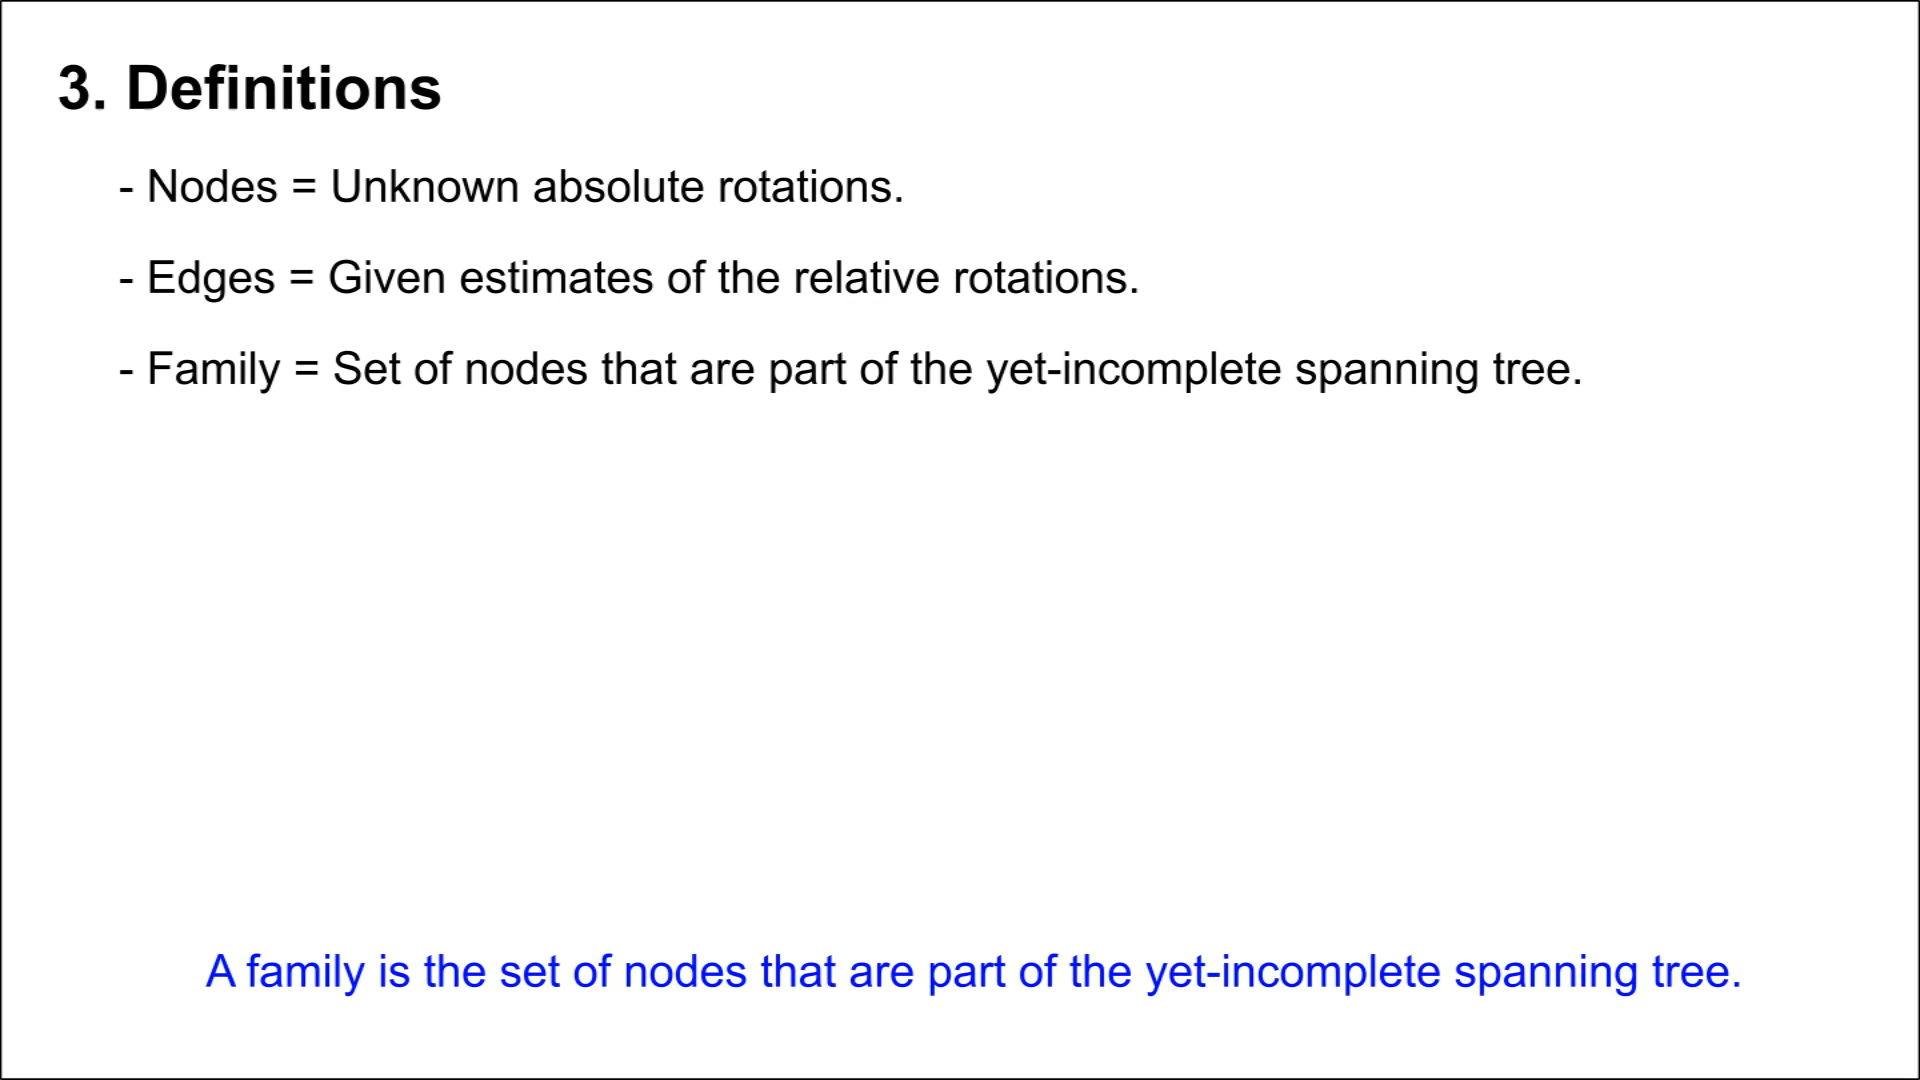 3. Definitions
- Nodes = Unknown absolute rotations.
- Edges = Given estimates of the relative rotations.
- Family = Set of nodes that are part of the yet-incomplete spanning tree.
A family is the set of nodes that are part of the yet-incomplete spanning tree.